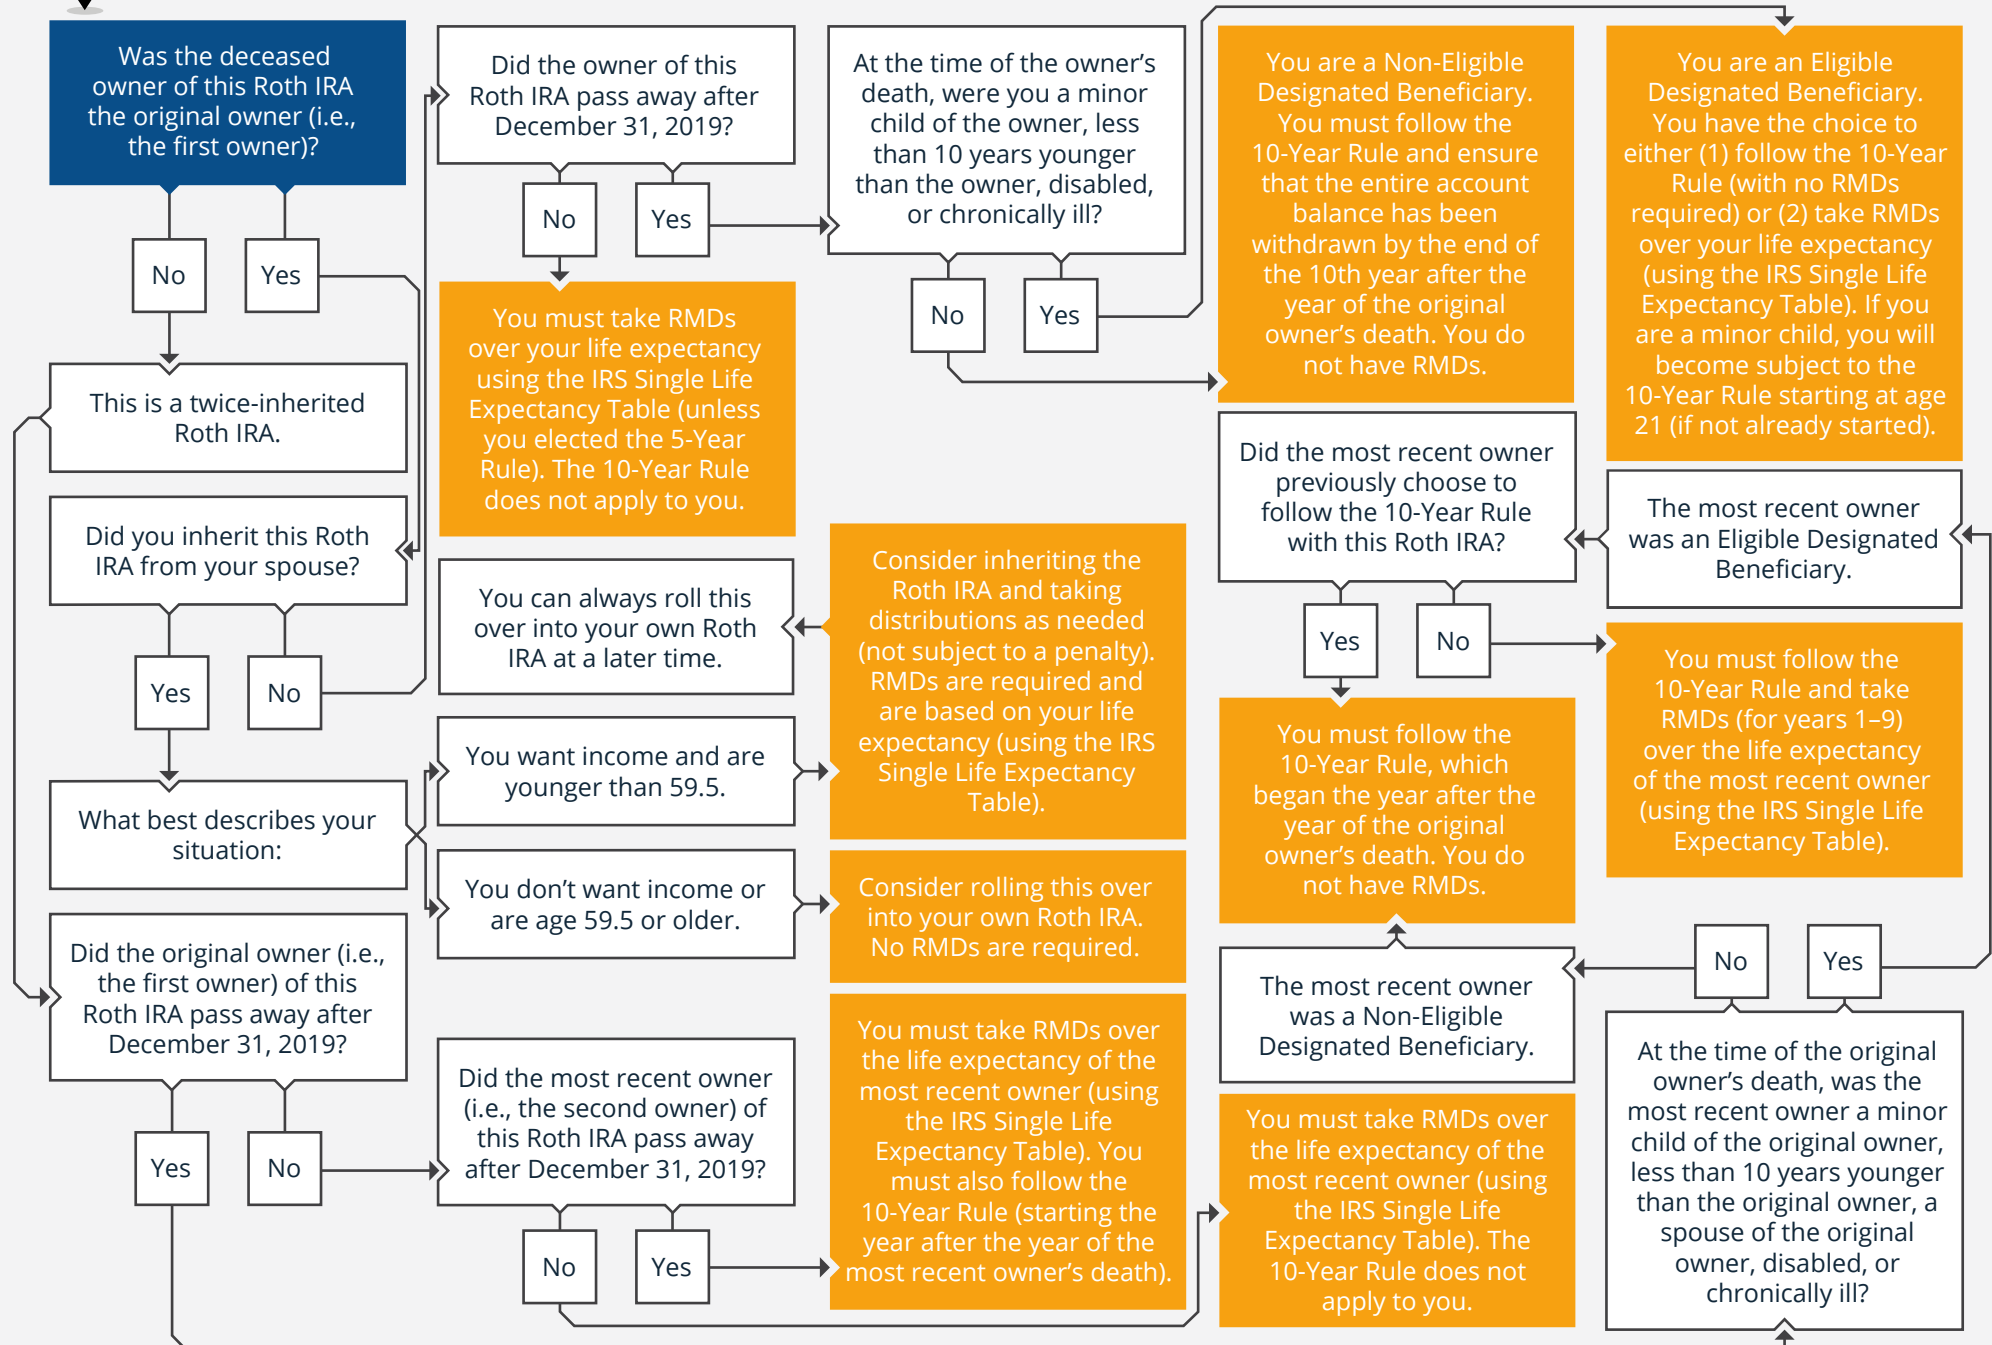 Was the deceased
owner of this Roth IRA
the original owner (i.e.,
the first owner)?
No
Yes
This is a twice-inherited
Roth IRA.
Did you inherit this Roth
IRA from your spouse?
Yes
No
What best describes your
situation:
Did the original owner (i.e.,
the first owner) of this
Roth IRA pass away after
December 31, 2019?
Yes
No
Did the owner of this
Roth IRA pass away after
December 31, 2019?
No
Yes
You must take RMDs
over your life expectancy
using the IRS Single Life
Expectancy Table (unless
you elected the 5-Year
Rule). The 10-Year Rule
does not apply to you.
You can always roll this
over into your own Roth
IRA at a later time.
You want income and are
younger than 59.5.
You don’t want income or
are age 59.5 or older.
Did the most recent owner
(i.e., the second owner) of
this Roth IRA pass away
after December 31, 2019?
No
Yes
At the time of the owner’s
death, were you a minor
child of the owner, less
than 10 years younger
than the owner, disabled,
or chronically ill?
No
Yes
Consider inheriting the
Roth IRA and taking
distributions as needed
(not subject to a penalty).
RMDs are required and
are based on your life
expectancy (using the IRS
Single Life Expectancy
Table).
Consider rolling this over
into your own Roth IRA.
No RMDs are required.
You must take RMDs over
the life expectancy of the
most recent owner (using
the IRS Single Life
Expectancy Table). You
must also follow the
10-Year Rule (starting the
year after the year of the
most recent owner’s death).
You are a Non-Eligible
Designated Beneficiary.
You must follow the
10-Year Rule and ensure
that the entire account
balance has been
withdrawn by the end of
the 10th year after the
year of the original
owner’s death. You do
not have RMDs.
Did the most recent owner
previously choose to
follow the 10-Year Rule
with this Roth IRA?
Yes
No
You must follow the
10-Year Rule, which
began the year after the
year of the original
owner’s death. You do
not have RMDs.
The most recent owner
was a Non-Eligible
Designated Beneficiary.
You must take RMDs over
the life expectancy of the
most recent owner (using
the IRS Single Life
Expectancy Table). The
10-Year Rule does not
apply to you.
You are an Eligible
Designated Beneficiary.
You have the choice to
either (1) follow the 10-Year
Rule (with no RMDs
required) or (2) take RMDs
over your life expectancy
(using the IRS Single Life
Expectancy Table). If you
are a minor child, you will
become subject to the
10-Year Rule starting at age
21 (if not already started).
The most recent owner
was an Eligible Designated
Beneficiary.
You must follow the
10-Year Rule and take
RMDs (for years 1–9)
over the life expectancy
of the most recent owner
(using the IRS Single Life
Expectancy Table).
No
Yes
At the time of the original
owner’s death, was the
most recent owner a minor
child of the original owner,
less than 10 years younger
than the original owner, a
spouse of the original
owner, disabled, or
chronically ill?